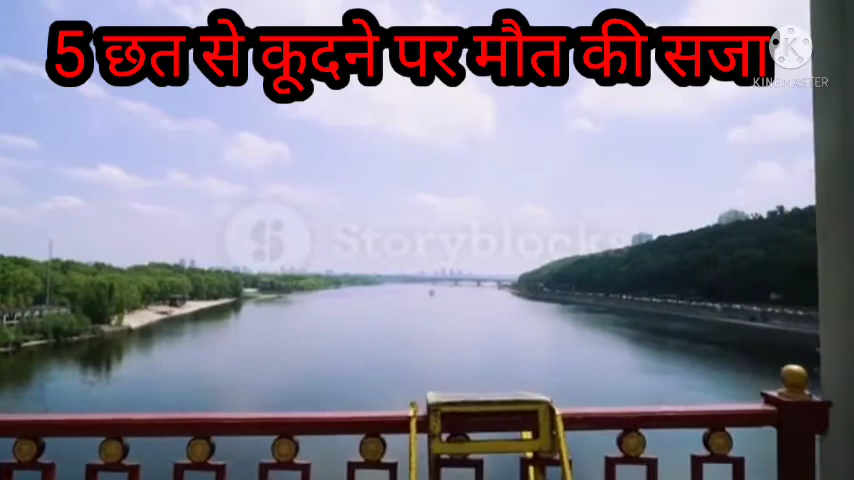 5 छत से कूदने पर मौत की सजा
KINEMASTER
Storyblocks